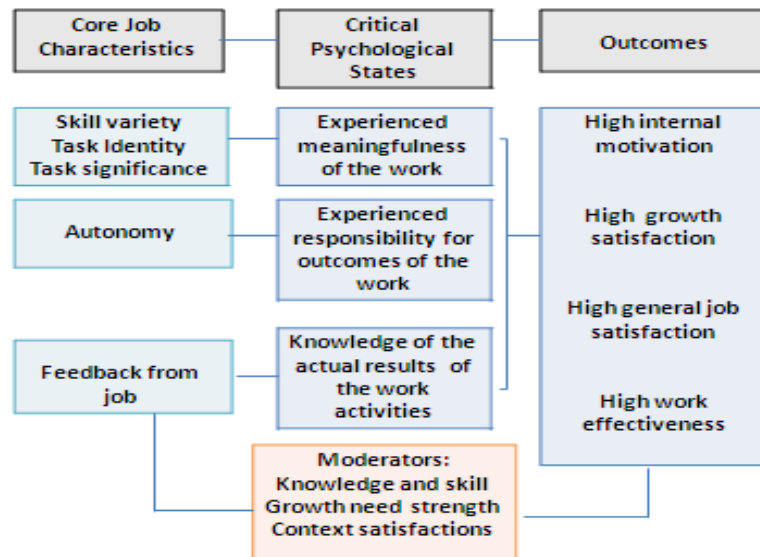 Core Job
Characteristics
Critical
Psychological
States
Outcomes
Skill variety
Task Identity
Task significance
Experienced
meaningfulness
of the work
High internal
motivation
Autonomy
Experienced
responsibility for
outcomes of the
work
High growth
satisfaction
Feedback from
job
Knowledge of the
actual results of
the work
activities
High general job
satisfaction
High work
effectiveness
Moderators:
Knowledge and skill
Growth need strength
Context satisfactions